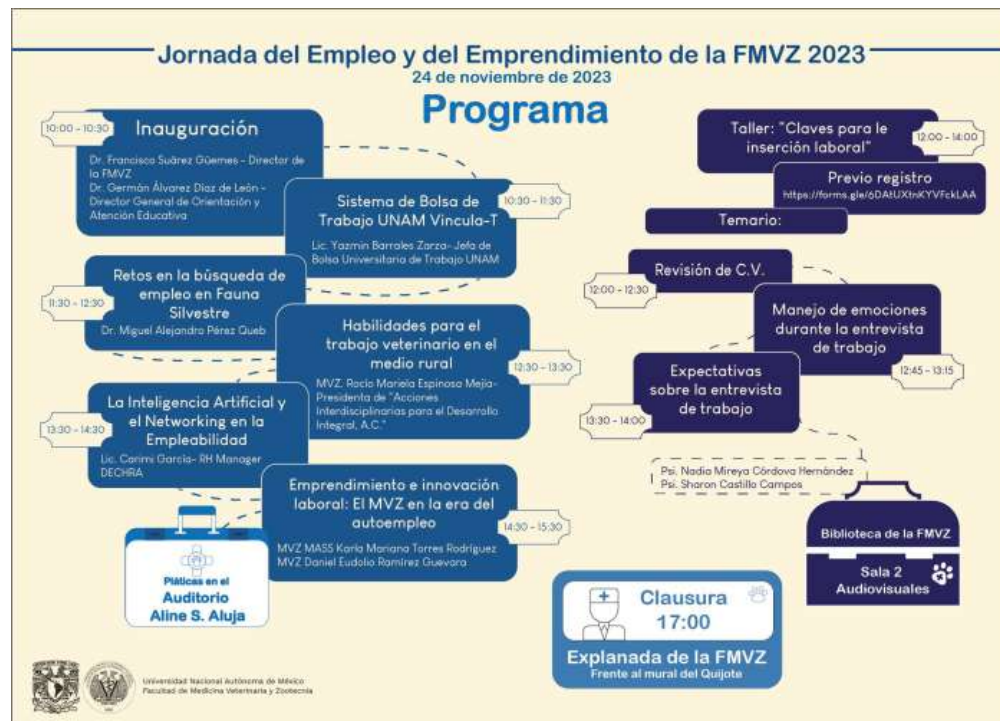 Jornada del Empleo y del Emprendimiento de la FMVZ 2023
24 de noviembre de 2023
Programa
10:00 - 10:30
Inauguración
Dr. Francisco Suárez Güemes - Director de
la FMVZ
Dr. Germán Álvarez Díaz de León -
Director General de Orientación y
Atención Educativa
Sistema de Bolsa de
Trabajo UNAM Vincula-T
10:30 - 11:30
Lic. Yazmin Barrales Zarza- Jefa de
Bolsa Universitaria de Trabajo UNAM
Retos en la búsqueda de
empleo en Fauna
Silvestre
11:30 - 12:30
Dr. Miguel Alejandro Pérez Queb
Habilidades para el
trabajo veterinario en el
medio rural
12:30 - 13:30
MVZ. Rocío Mariela Espinosa Mejía-
Presidenta de "Acciones
Interdisciplinarias para el Desarrollo
Integral, A.C."
La Inteligencia Artificial y
el Networking en la
Empleabilidad
13:30 - 14:30
Lic. Carimi García- RH Manager
DECHRA
Emprendimiento e innovación
laboral: El MVZ en la era del
autoempleo
14:30 - 15:30
MVZ MASS Karla Mariana Torres Rodríguez
MVZ Daniel Eudolio Ramírez Guevara
Pláticas en el
Auditorio
Aline S. Aluja
Taller: "Claves para le
inserción laboral"
12:00 - 14:00
Previo registro
https://forms.gle/6DAtUXtnKYVFckLAA
Temario:
Revisión de C.V.
12:00 - 12:30
Manejo de emociones
durante la entrevista
de trabajo
12:45 - 13:15
Expectativas
sobre la entrevista
de trabajo
13:30 - 14:00
Psi. Nadia Mireya Córdova Hernández
Psi. Sharon Castillo Campos
Biblioteca de la FMVZ
Sala 2
Audiovisuales
Clausura
17:00
Explanada de la FMVZ
Frente al mural del Quijote
Universidad Nacional Autónoma de México
Facultad de Medicina Veterinaria y Zootecnia